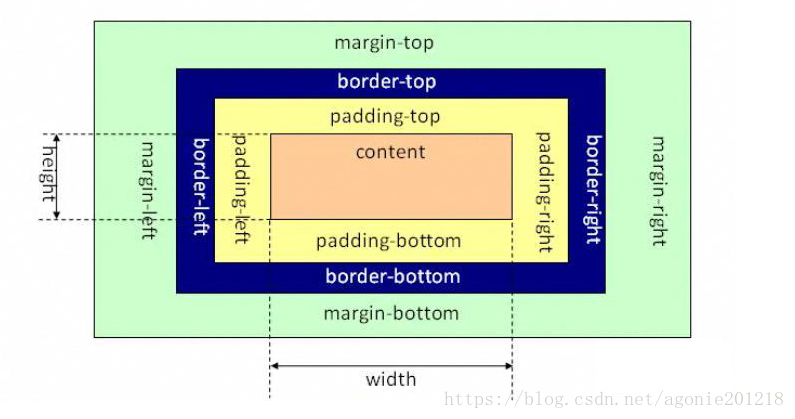 margin-top
border-top
padding-top
content
height
margin-left
border-left
padding-left
padding-right
border-right
margin-right
padding-bottom
border-bottom
margin-bottom
width
https://blog.csdn.net/agonie201218